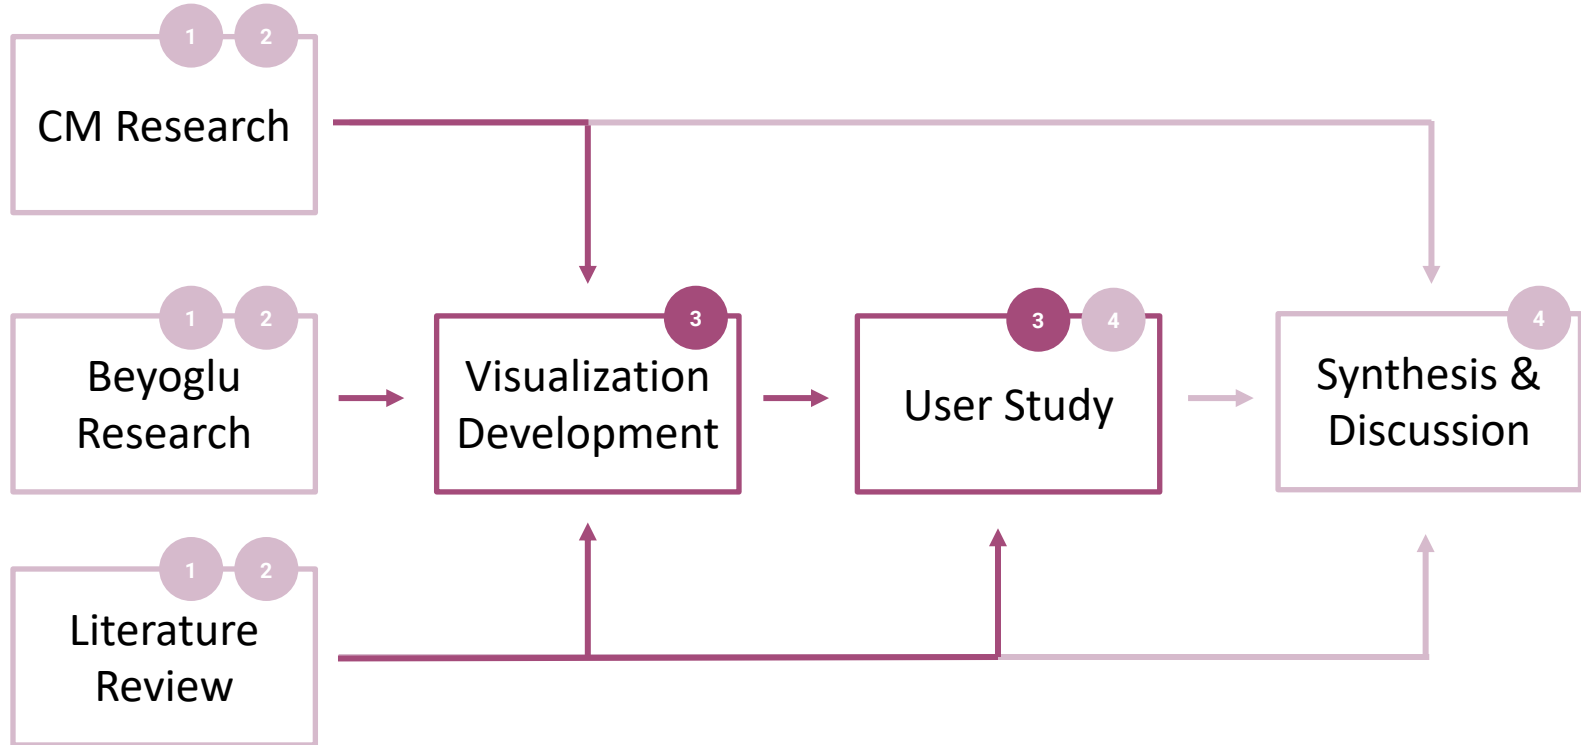 1 2
CM Research
1 2
Beyoglu
Research
3
Visualization
Development
3 4
User Study
4
Synthesis &
Discussion
1 2
Literature
Review